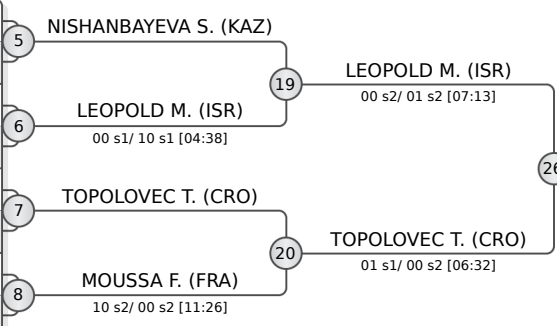 NISHANBAYEVA S. (KAZ)
5
LEOPOLD M. (ISR)
19
00 s2/ 01 s2 [07:13]
LEOPOLD M. (ISR)
6
00 s1/ 10 s1 [04:38]
26
TOPOLOVEC T. (CRO)
7
TOPOLOVEC T. (CRO)
20
01 s1/ 00 s2 [06:32]
MOUSSA F. (FRA)
8
10 s2/ 00 s2 [11:26]